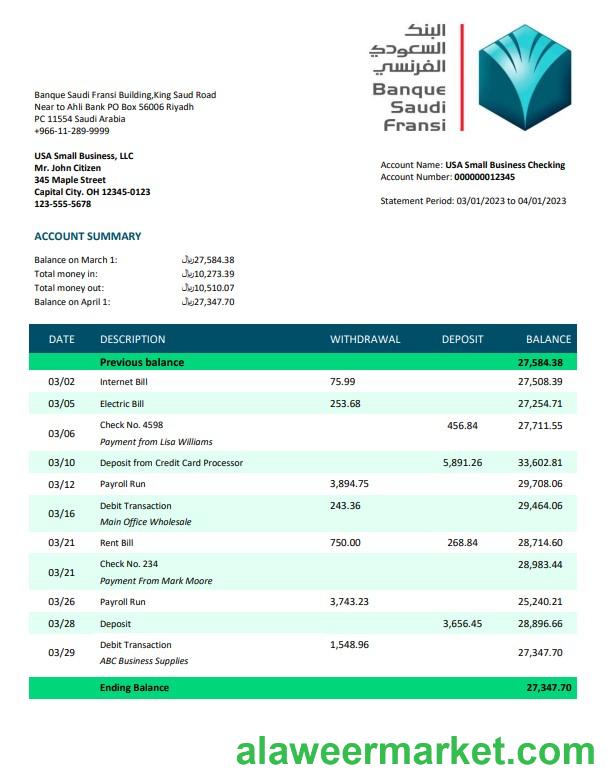 البنك
السعودي
الفرنسي
Banque
Saudi
Fransi
Banque Saudi Fransi Building,King Saud Road
Near to Ahli Bank PO Box 56006 Riyadh
PC 11554 Saudi Arabia
+966-11-289-9999
USA Small Business, LLC
Mr. John Citizen
345 Maple Street
Capital City. OH 12345-0123
123-555-5678
Account Name: USA Small Business Checking
Account Number: 000000012345
Statement Period: 03/01/2023 to 04/01/2023
ACCOUNT SUMMARY
Balance on March 1: ﷼27,584.38
Total money in: ﷼10,273.39
Total money out: ﷼10,510.07
Balance on April 1: ﷼27,347.70
DATE DESCRIPTION WITHDRAWAL DEPOSIT BALANCE
Previous balance 27,584.38
03/02 Internet Bill 75.99 27,508.39
03/05 Electric Bill 253.68 27,254.71
03/06 Check No. 4598 456.84 27,711.55
Payment from Lisa Williams
03/10 Deposit from Credit Card Processor 5,891.26 33,602.81
03/12 Payroll Run 3,894.75 29,708.06
03/16 Debit Transaction 243.36 29,464.06
Main Office Wholesale
03/21 Rent Bill 750.00 268.84 28,714.60
03/21 Check No. 234 28,983.44
Payment From Mark Moore
03/26 Payroll Run 3,743.23 25,240.21
03/28 Deposit 3,656.45 28,896.66
03/29 Debit Transaction 1,548.96 27,347.70
ABC Business Supplies
Ending Balance 27,347.70
alaweermarket.com